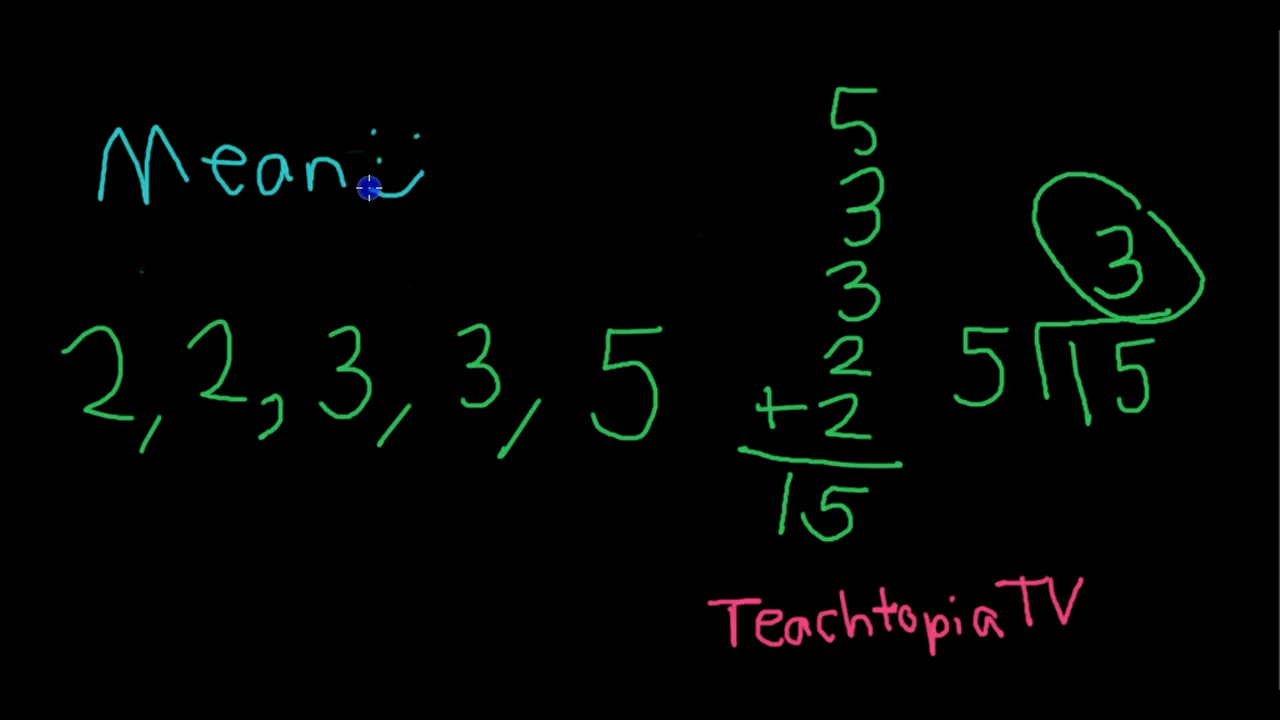 Mean:
2, 2, 3, 3, 5
5
3
3
2
+2
15
3
5 15
TeachtopiaTV